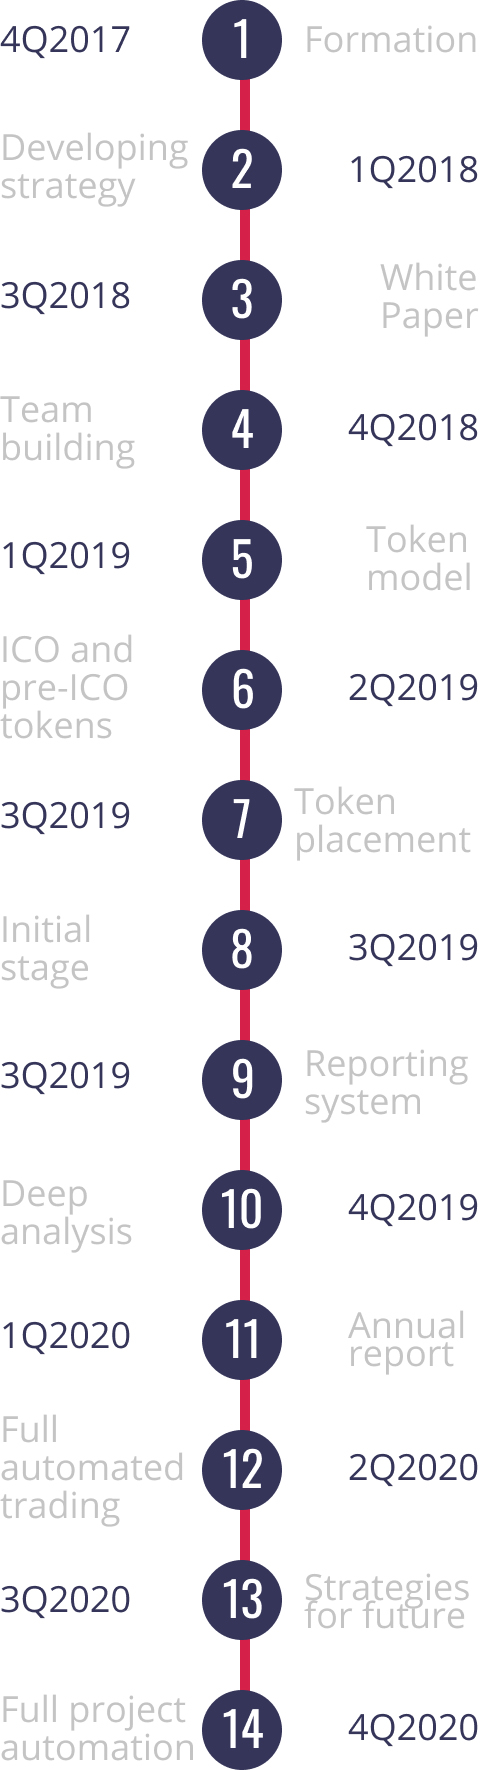 4Q2017
1
Formation
Developing
strategy
2
1Q2018
3Q2018
3
White
Paper
Team
building
4
4Q2018
1Q2019
5
Token
model
ICO and
pre-ICO
tokens
6
2Q2019
3Q2019
7
Token
placement
Initial
stage
8
3Q2019
3Q2019
9
Reporting
system
Deep
analysis
10
4Q2019
1Q2020
11
Annual
report
Full
automated
trading
12
2Q2020
3Q2020
13
Strategies
for future
Full project
automation
14
4Q2020